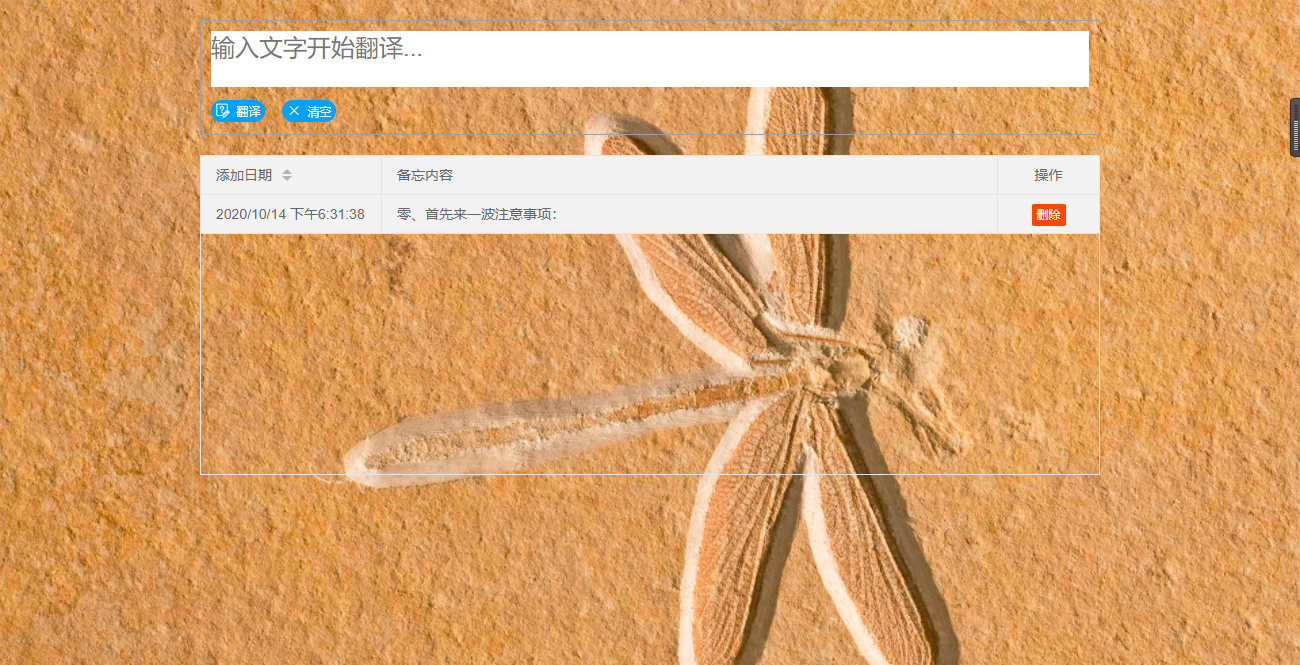 输入文字开始翻译...
翻译 清空
添加日期 备忘内容 操作
2020/10/14 下午6:31:38 零、首先来一波注意事项： 删除